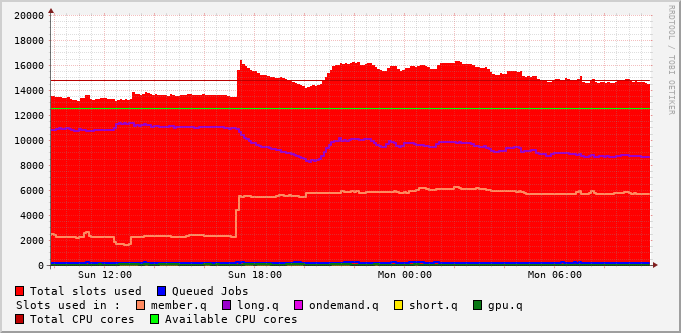 20000
18000
16000
14000
12000
10000
8000
6000
4000
2000
0
Sun 12:00 Sun 18:00 Mon 00:00 Mon 06:00
RRDTOOL / TOBI OETIKER
Total slots used Queued Jobs
Slots used in : member.q long.q ondemand.q short.q gpu.q
Total CPU cores Available CPU cores